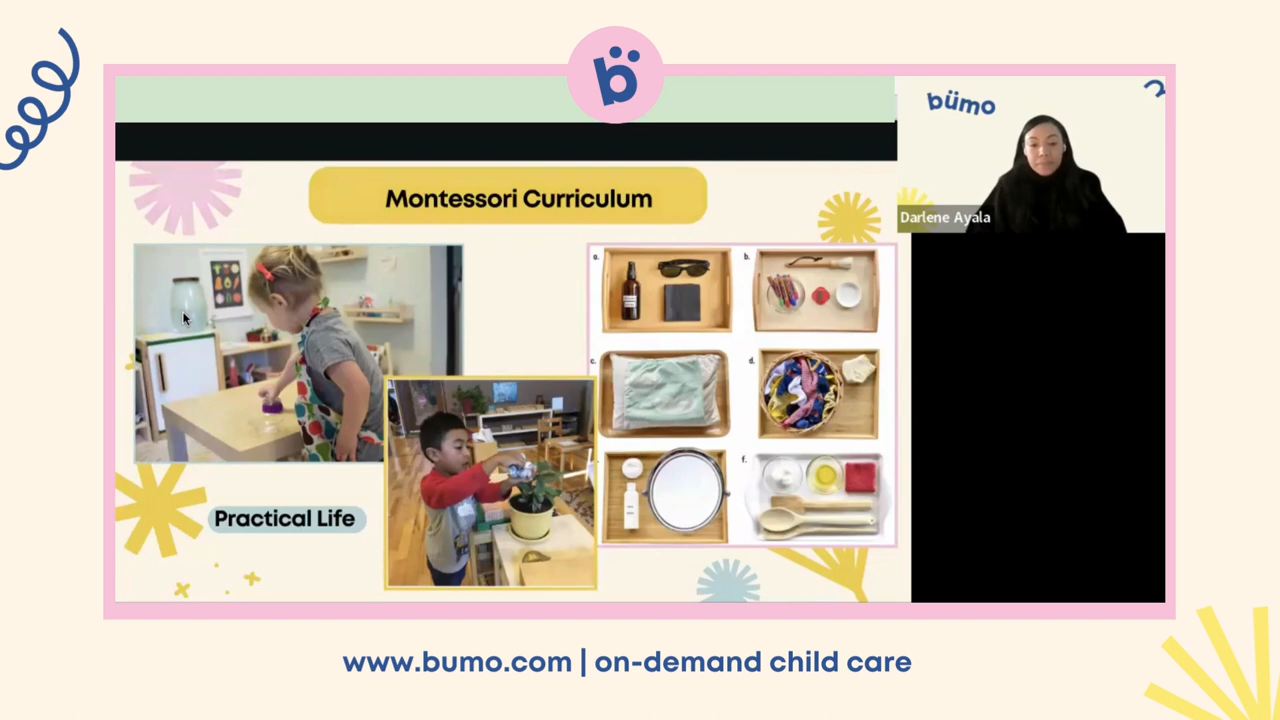 b
bümo
Montessori Curriculum
Darlene Ayala
a.
b.
c.
d.
f.
Practical Life
www.bumo.com | on-demand child care